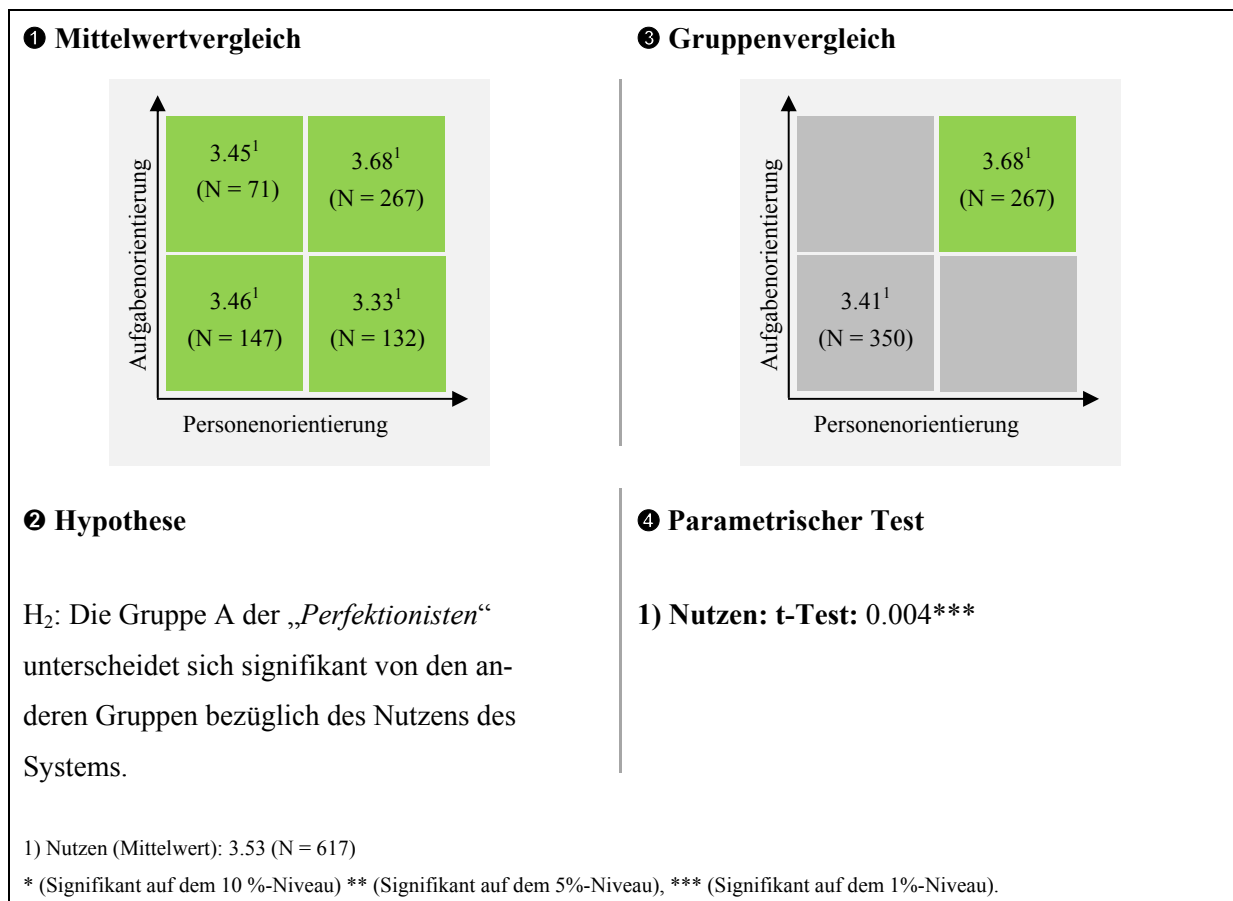 ❶ Mittelwertvergleich
Aufgabenorientierung
3.45¹
(N = 71)
3.68¹
(N = 267)
3.46¹
(N = 147)
3.33¹
(N = 132)
Personenorientierung
❷ Hypothese
H₂: Die Gruppe A der „Perfektionisten“
unterscheidet sich signifikant von den an-
deren Gruppen bezüglich des Nutzens des
Systems.
❸ Gruppenvergleich
Aufgabenorientierung
3.68¹
(N = 267)
3.41¹
(N = 350)
Personenorientierung
❹ Parametrischer Test
1) Nutzen: t-Test: 0.004***
1) Nutzen (Mittelwert): 3.53 (N = 617)
* (Signifikant auf dem 10 %-Niveau) ** (Signifikant auf dem 5%-Niveau), *** (Signifikant auf dem 1%-Niveau).